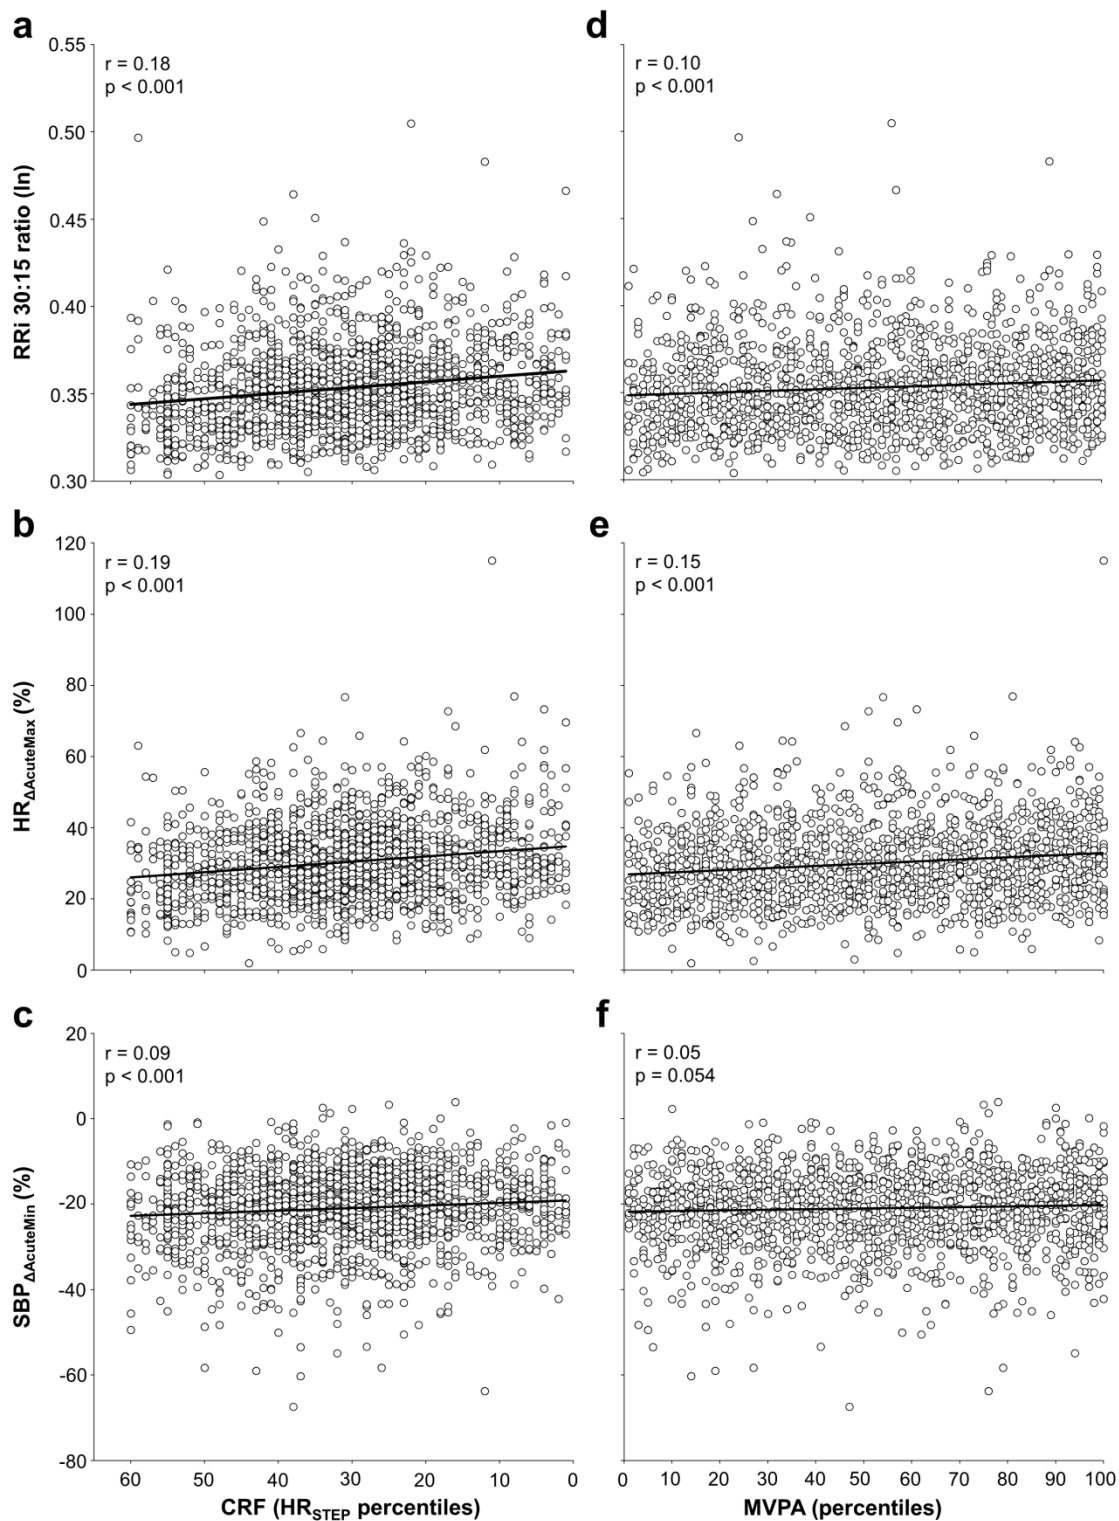 a
d
0.55
0.50
0.45
0.40
0.35
0.30
RRi 30:15 ratio (ln)
r = 0.18
p < 0.001
r = 0.10
p < 0.001
b
e
120
100
80
60
40
20
0
HRΔAcuteMax (%)
r = 0.19
p < 0.001
r = 0.15
p < 0.001
c
f
20
0
-20
-40
-60
-80
SBPΔAcuteMin (%)
r = 0.09
p < 0.001
r = 0.05
p = 0.054
60 50 40 30 20 10 0
0 10 20 30 40 50 60 70 80 90 100
CRF (HRSTEP percentiles)
MVPA (percentiles)